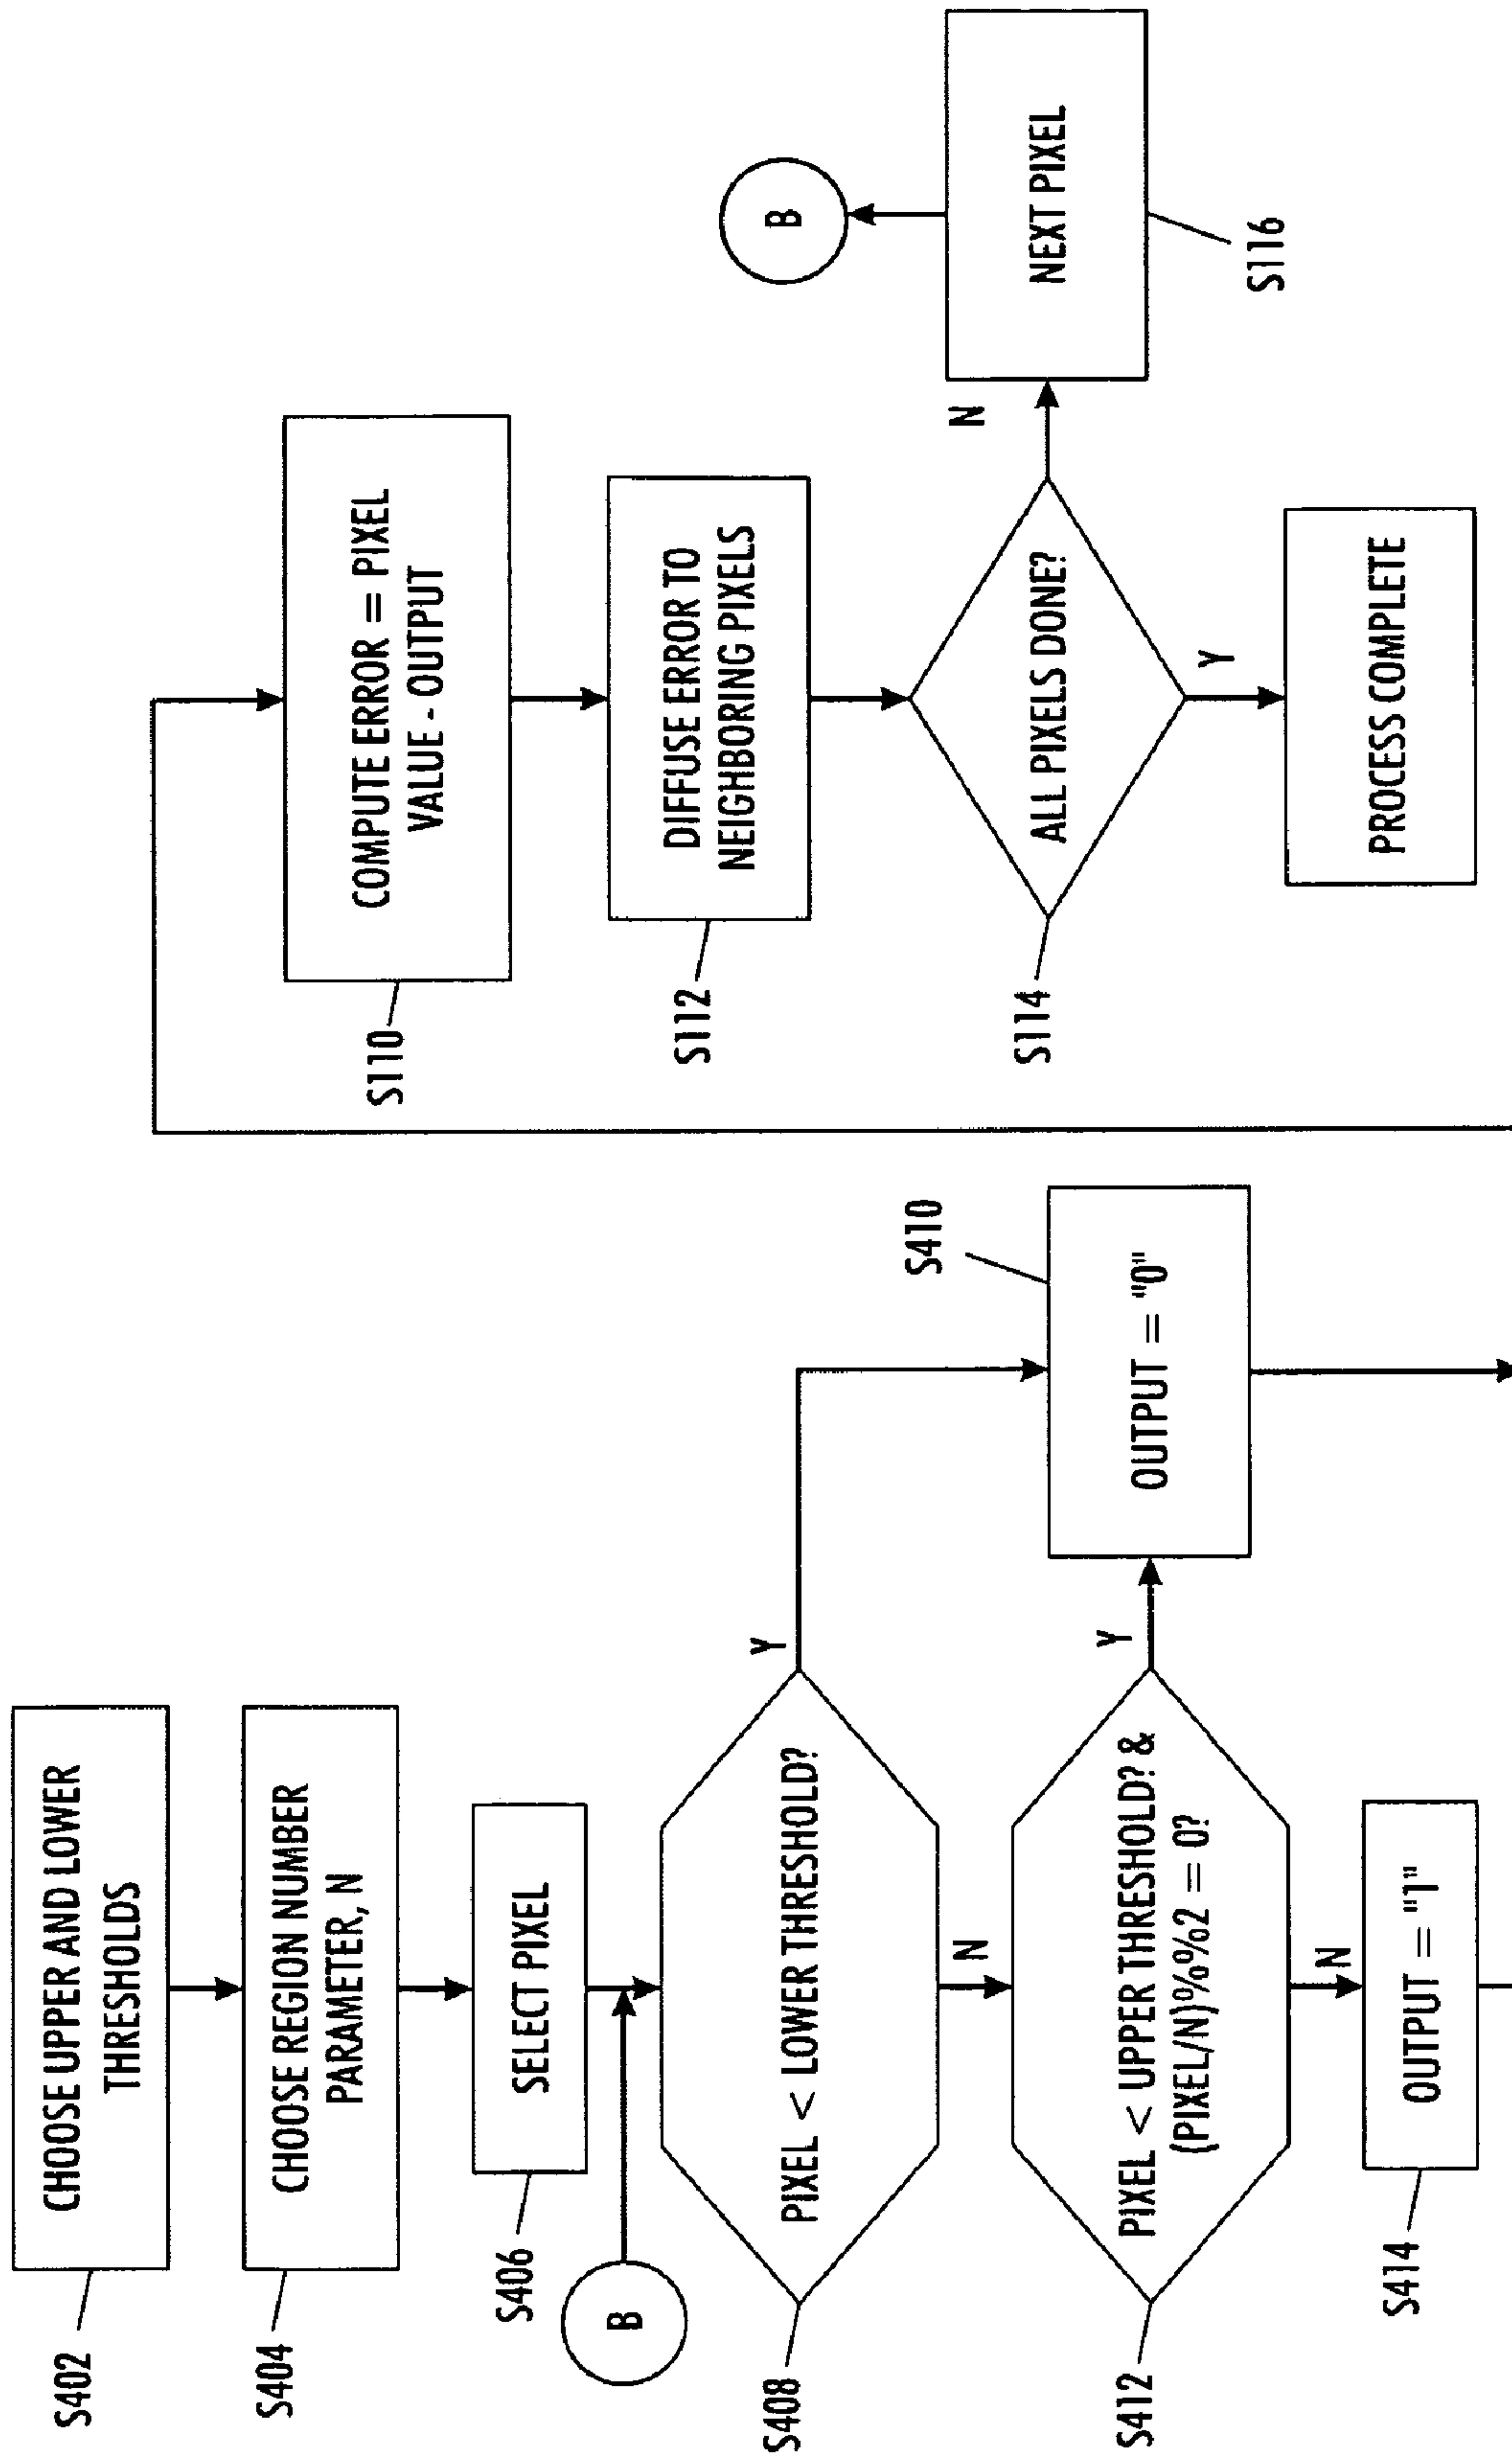 S402
CHOOSE UPPER AND LOWER
THRESHOLDS
S404
CHOOSE REGION NUMBER
PARAMETER, N
S406
SELECT PIXEL
B
S408
PIXEL < LOWER THRESHOLD?
Y
N
S412
PIXEL < UPPER THRESHOLD? &
(PIXEL/N)%%2 = 0?
Y
N
S410
OUTPUT = "0"
S414
OUTPUT = "1"
S110
COMPUTE ERROR = PIXEL
VALUE - OUTPUT
S112
DIFFUSE ERROR TO
NEIGHBORING PIXELS
S114
ALL PIXELS DONE?
N
Y
B
NEXT PIXEL
S116
PROCESS COMPLETE